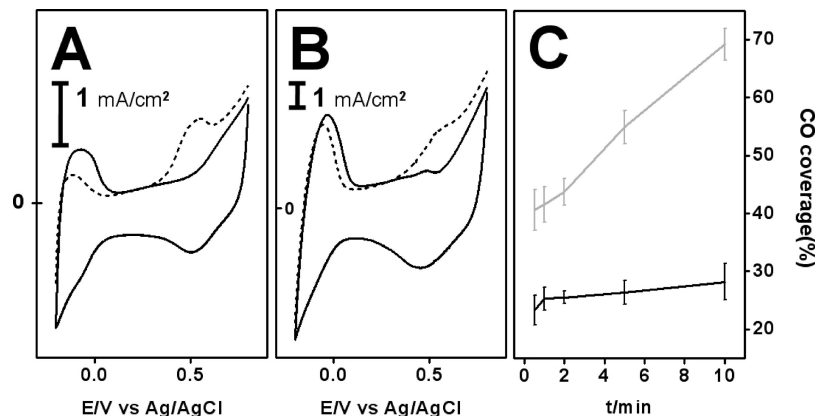 A
1 mA/cm²
0
0.0 0.5
E/V vs Ag/AgCl
B
1 mA/cm²
0
0.0 0.5
E/V vs Ag/AgCl
C
70
60
50
40
30
20
CO coverage(%)
0 2 4 6 8 10
t/min